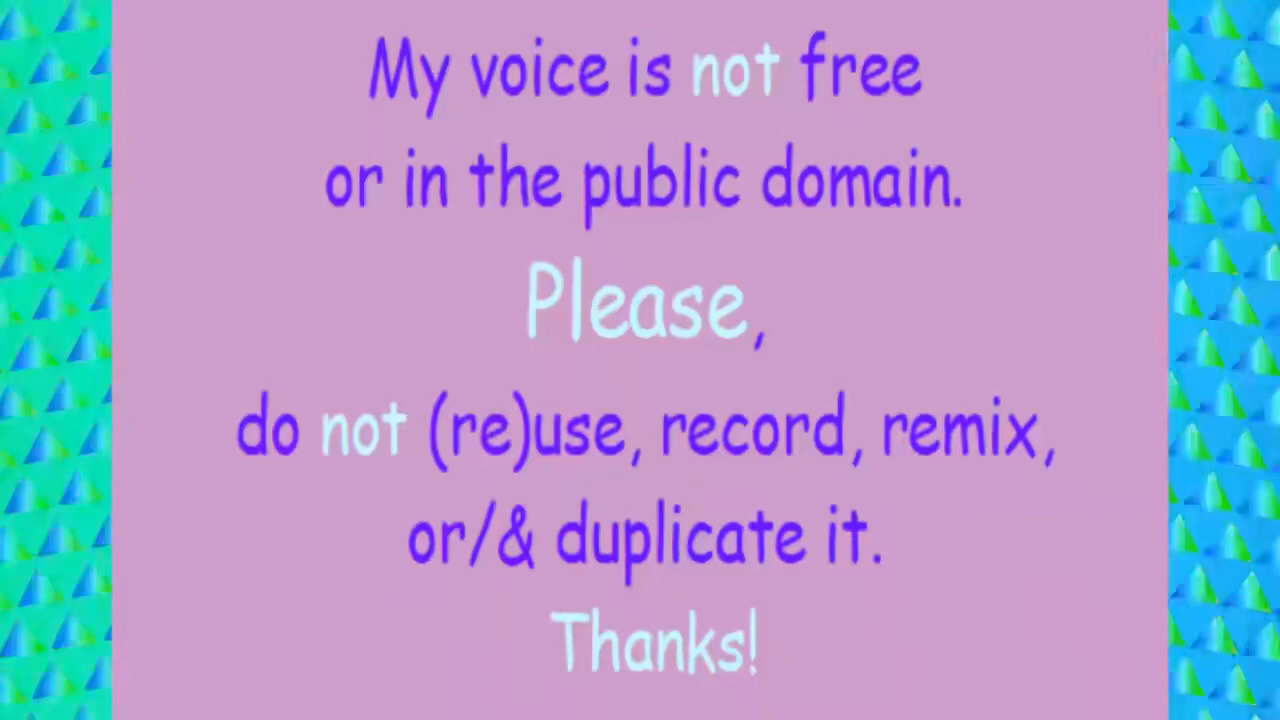 My voice is not free
or in the public domain.
Please,
do not (re)use, record, remix,
or/& duplicate it.
Thanks!